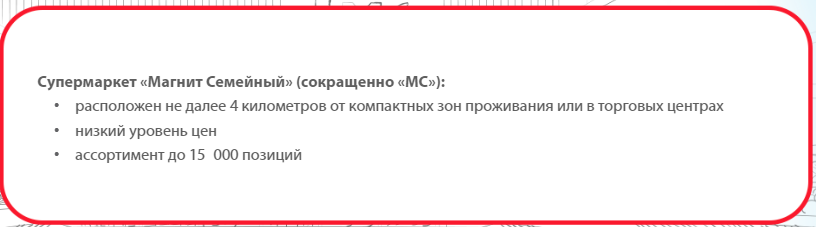 Супермаркет «Магнит Семейный» (сокращенно «МС»):
• расположен не далее 4 километров от компактных зон проживания или в торговых центрах
• низкий уровень цен
• ассортимент до 15  000 позиций